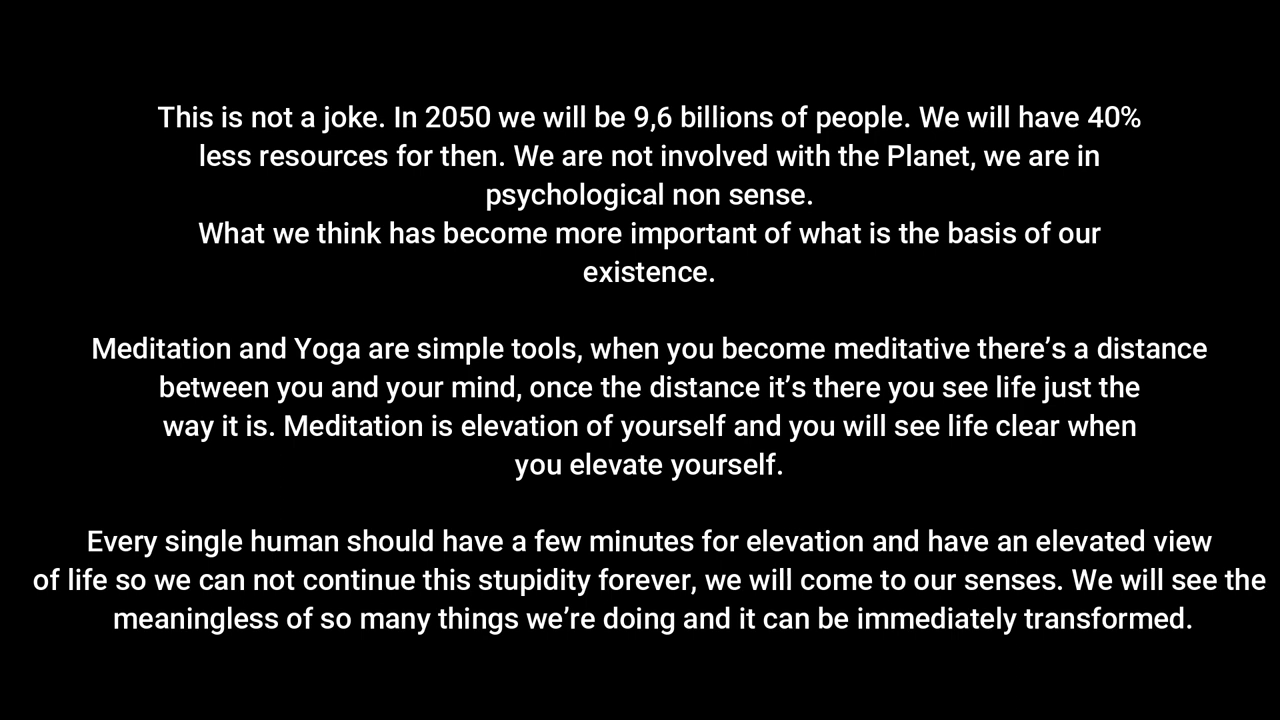 This is not a joke. In 2050 we will be 9,6 billions of people. We will have 40%
less resources for then. We are not involved with the Planet, we are in
psychological non sense.
What we think has become more important of what is the basis of our
existence.
Meditation and Yoga are simple tools, when you become meditative there’s a distance
between you and your mind, once the distance it’s there you see life just the
way it is. Meditation is elevation of yourself and you will see life clear when
you elevate yourself.
Every single human should have a few minutes for elevation and have an elevated view
of life so we can not continue this stupidity forever, we will come to our senses. We will see the
meaningless of so many things we’re doing and it can be immediately transformed.